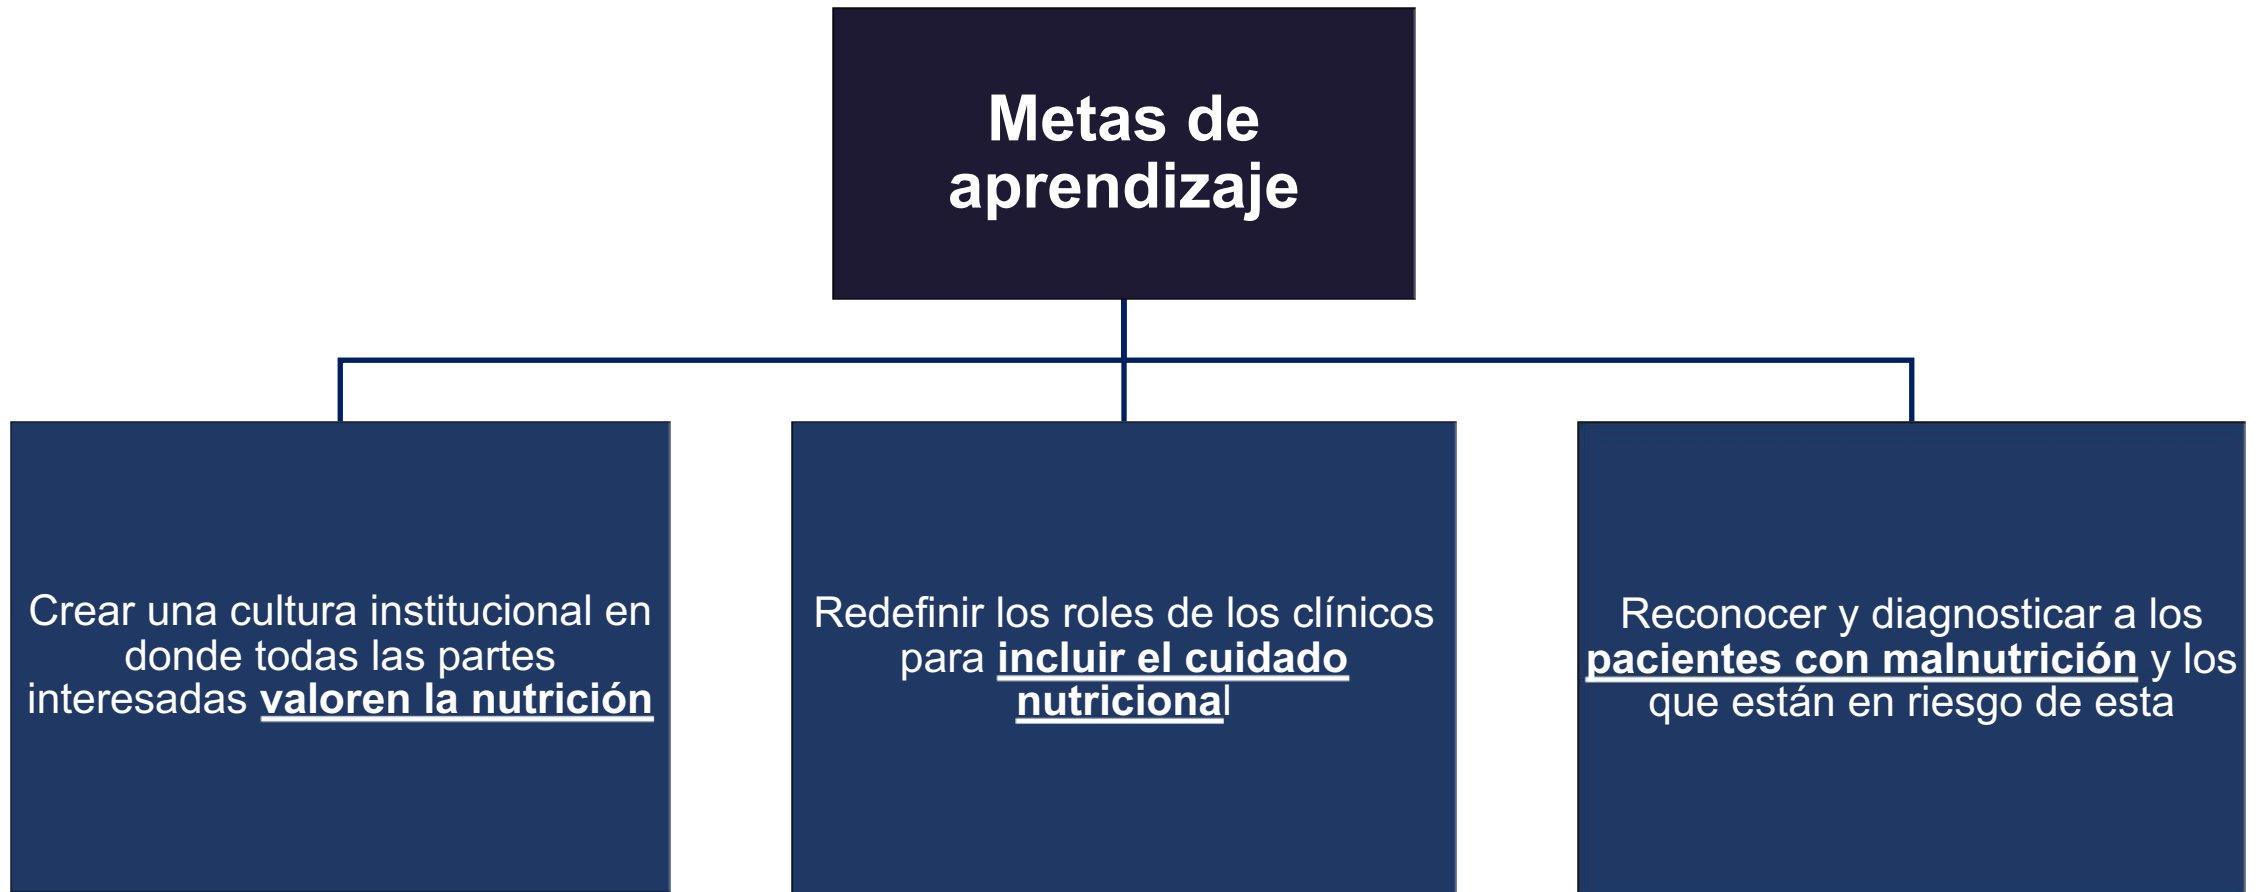 Metas de
aprendizaje
Crear una cultura institucional en
donde todas las partes
interesadas valoren la nutrición
Redefinir los roles de los clínicos
para incluir el cuidado
nutricional
Reconocer y diagnosticar a los
pacientes con malnutrición y los
que están en riesgo de esta